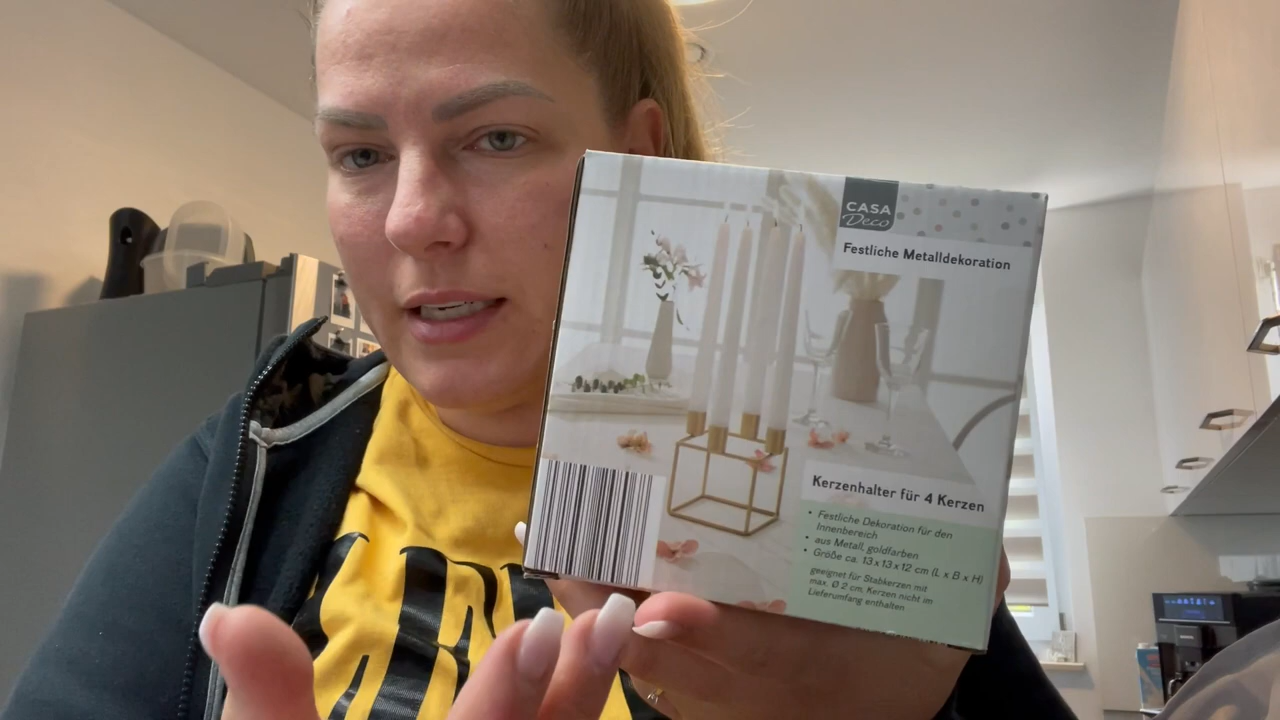 CASA
Deco
Festliche Metalldekoration
Kerzenhalter für 4 Kerzen
• Festliche Dekoration für den
Innenbereich
• aus Metall, goldfarben
• Größe ca. 13 x 13 x 12 cm (L x B x H)
geeignet für Stabkerzen mit
max. Ø 2 cm, Kerzen nicht im
Lieferumfang enthalten